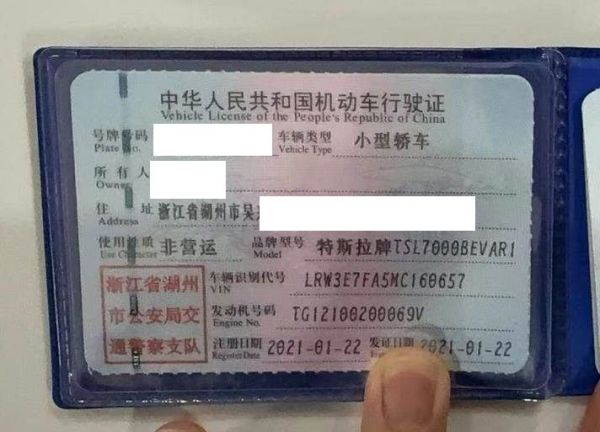 中华人民共和国机动车行驶证
Vehicle License of the People's Republic of China
号牌号码 车辆类型 小型轿车
Plate No. Vehicle Type
所有人
Owner
住址 浙江省湖州市吴
Address
使用性质 非营运 品牌型号 特斯拉牌TSL7000BEVAR1
Use Character Model
浙江省湖州 车辆识别代号 LRW3E7FA5MC160657
VIN
市公安局交 发动机号码 TG12100200069V
Engine No.
通警察支队 注册日期 2021-01-22 发证日期 2021-01-22
Register Date